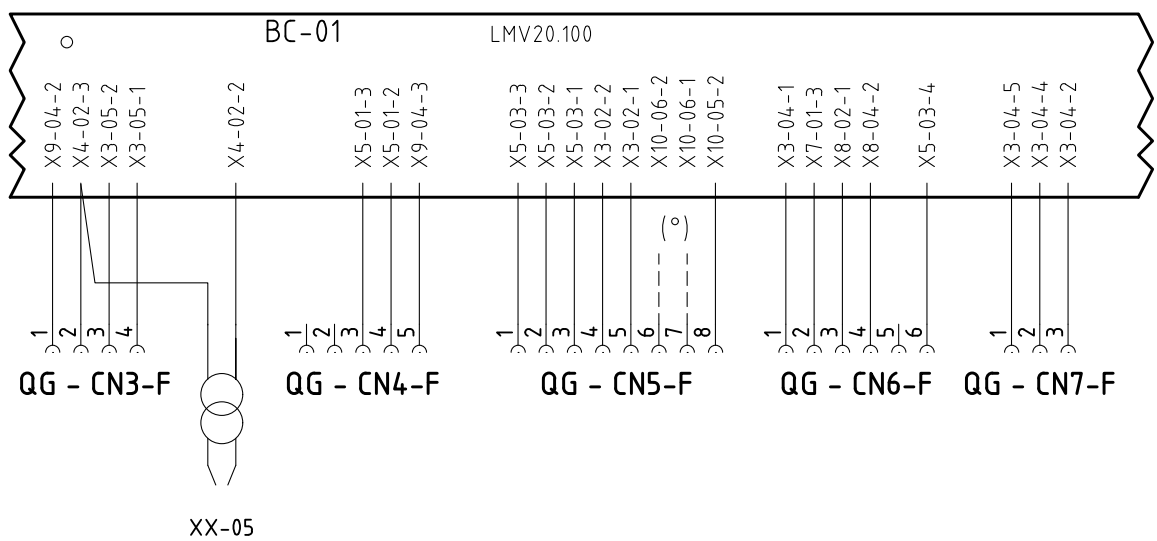 BC-01 LMV20.100
X9-04-2 X4-02-3 X3-05-2 X3-05-1 X4-02-2 X5-01-3 X5-01-2 X9-04-3 X5-03-3 X5-03-2 X5-03-1 X3-02-2 X3-02-1 X10-06-2 X10-06-1 X10-05-2 X3-04-1 X7-01-3 X8-02-1 X8-04-2 X5-03-4 X3-04-5 X3-04-4 X3-04-2
(°)
1 2 3 4 1 2 3 4 5 1 2 3 4 5 6 7 8 1 2 3 4 5 6 1 2 3
QG - CN3-F QG - CN4-F QG - CN5-F QG - CN6-F QG - CN7-F
XX-05